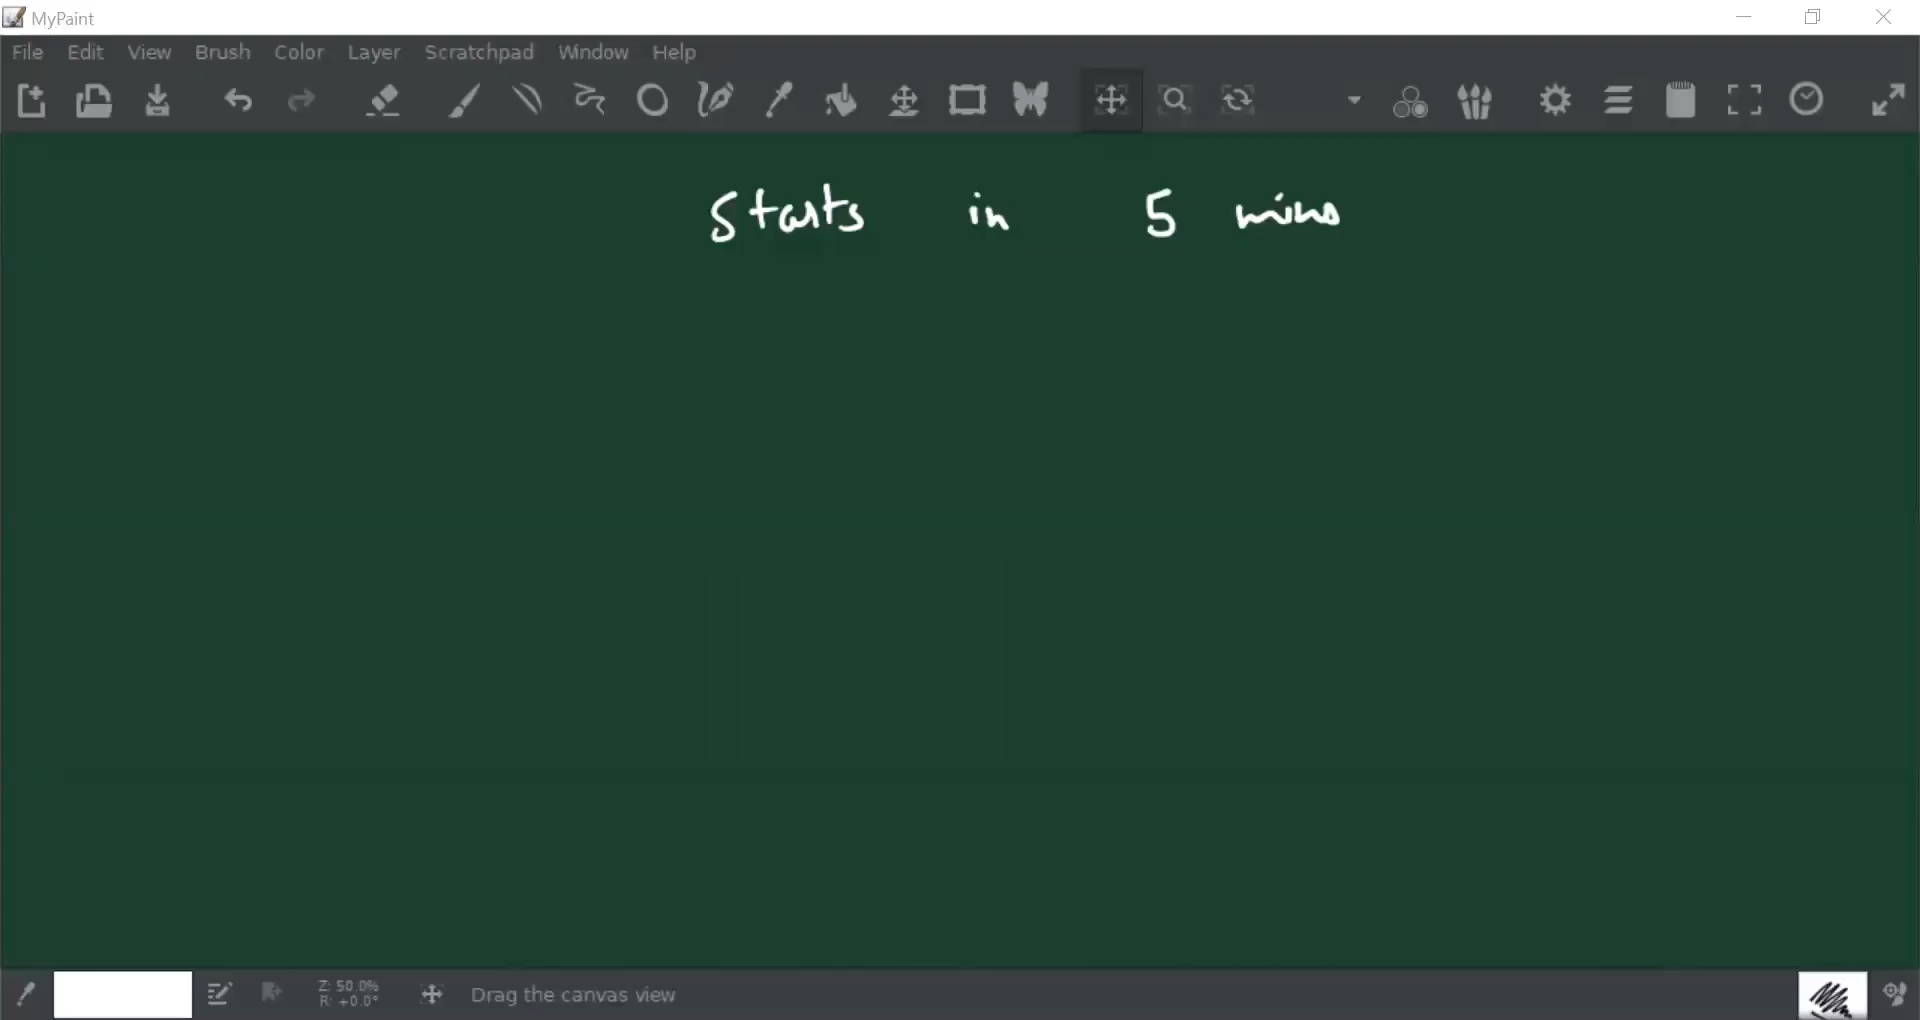 MyPaint
File Edit View Brush Color Layer Scratchpad Window Help
Starts in 5 mins
Z: 50.0%
R: +0.0°
Drag the canvas view